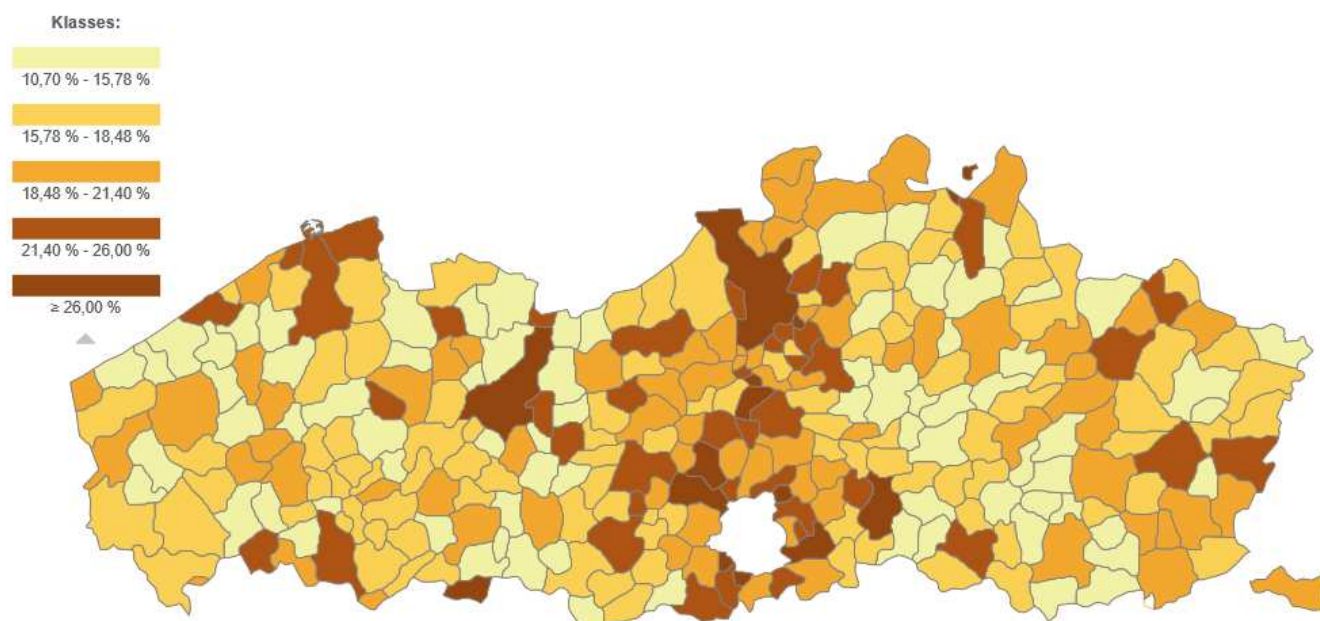 Klasses:
10,70 % - 15,78 %
15,78 % - 18,48 %
18,48 % - 21,40 %
21,40 % - 26,00 %
≥ 26,00 %